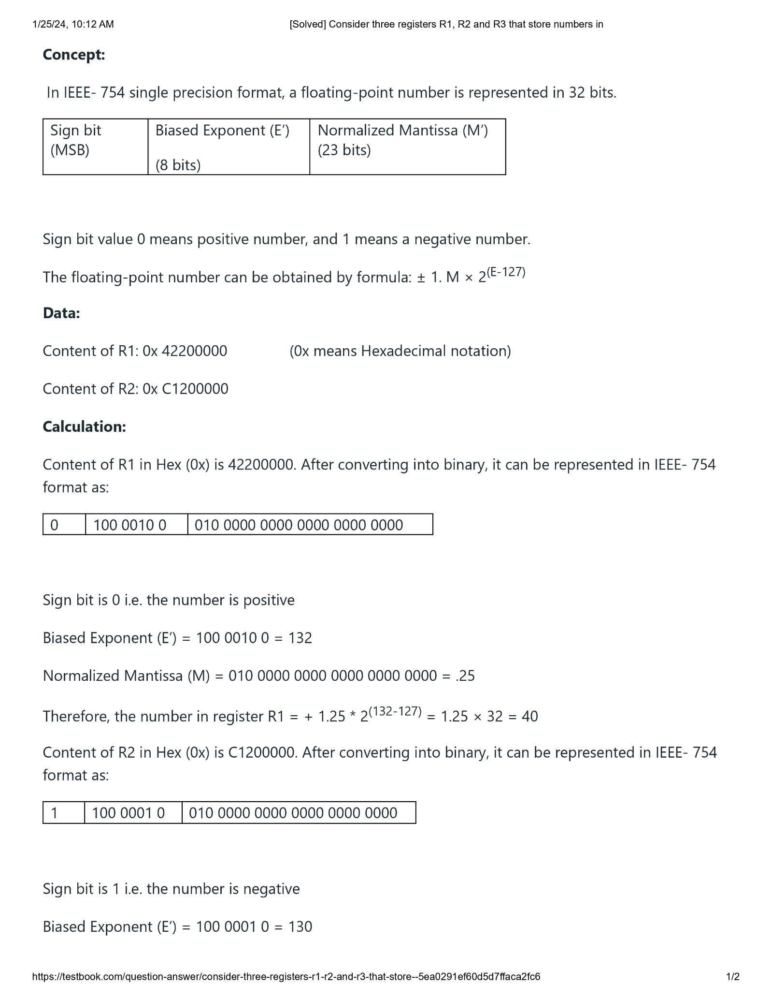 1/25/24, 10:12 AM [Solved] Consider three registers R1, R2 and R3 that store numbers in
Concept:
In IEEE- 754 single precision format, a floating-point number is represented in 32 bits.
Sign bit (MSB) Biased Exponent (E′) (8 bits) Normalized Mantissa (M′) (23 bits)
Sign bit value 0 means positive number, and 1 means a negative number.
The floating-point number can be obtained by formula: ± 1. M × 2^(E-127)
Data:
Content of R1: 0x 42200000 (0x means Hexadecimal notation)
Content of R2: 0x C1200000
Calculation:
Content of R1 in Hex (0x) is 42200000. After converting into binary, it can be represented in IEEE- 754
format as:
0 100 0010 0 010 0000 0000 0000 0000 0000
Sign bit is 0 i.e. the number is positive
Biased Exponent (E′) = 100 0010 0 = 132
Normalized Mantissa (M) = 010 0000 0000 0000 0000 0000 = .25
Therefore, the number in register R1 = + 1.25 * 2^(132-127) = 1.25 × 32 = 40
Content of R2 in Hex (0x) is C1200000. After converting into binary, it can be represented in IEEE- 754
format as:
1 100 0001 0 010 0000 0000 0000 0000 0000
Sign bit is 1 i.e. the number is negative
Biased Exponent (E′) = 100 0001 0 = 130
https://testbook.com/question-answer/consider-three-registers-r1-r2-and-r3-that-store--5ea0291ef60d5d7ffaca2fc6 1/2